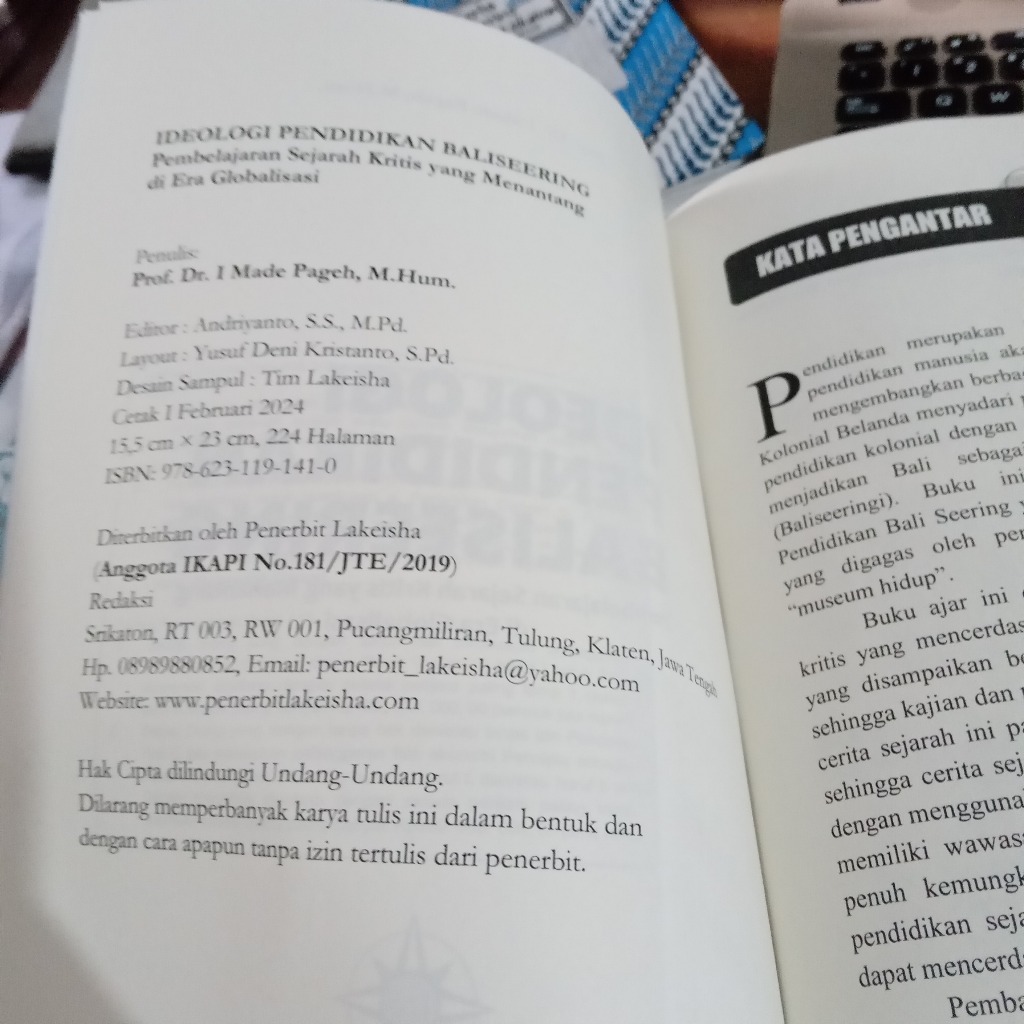 IDEOLOGI PENDIDIKAN BALISEERING
Pembelajaran Sejarah Kritis yang Menantang
di Era Globalisasi
Penulis:
Prof. Dr. I Made Pageh, M.Hum.
Editor : Andriyanto, S.S., M.Pd.
Layout : Yusuf Deni Kristanto, S.Pd.
Desain Sampul : Tim Lakeisha
Cetak I Februari 2024
15,5 cm × 23 cm, 224 Halaman
ISBN: 978-623-119-141-0
Diterbitkan oleh Penerbit Lakeisha
(Anggota IKAPI No.181/JTE/2019)
Redaksi
Srikaton, RT 003, RW 001, Pucangmiliran, Tulung, Klaten, Jawa Tengah
Hp. 08989880852, Email: penerbit_lakeisha@yahoo.com
Website: www.penerbitlakeisha.com
Hak Cipta dilindungi Undang-Undang.
Dilarang memperbanyak karya tulis ini dalam bentuk dan
dengan cara apapun tanpa izin tertulis dari penerbit.
KATA PENGANTAR
Pendidikan merupakan
pendidikan manusia
mengembangkan
Kolonial Belanda menyadari
pendidikan kolonial dengan
menjadikan Bali
(Baliseeringi). Buku ini
Pendidikan Bali Seering
yang digagas oleh
"museum hidup".
Buku ajar ini
kritis yang
yang disampaikan
sehingga kajian dan
cerita sejarah ini
sehingga cerita
dengan
memiliki
penuh
pendidikan
dapat